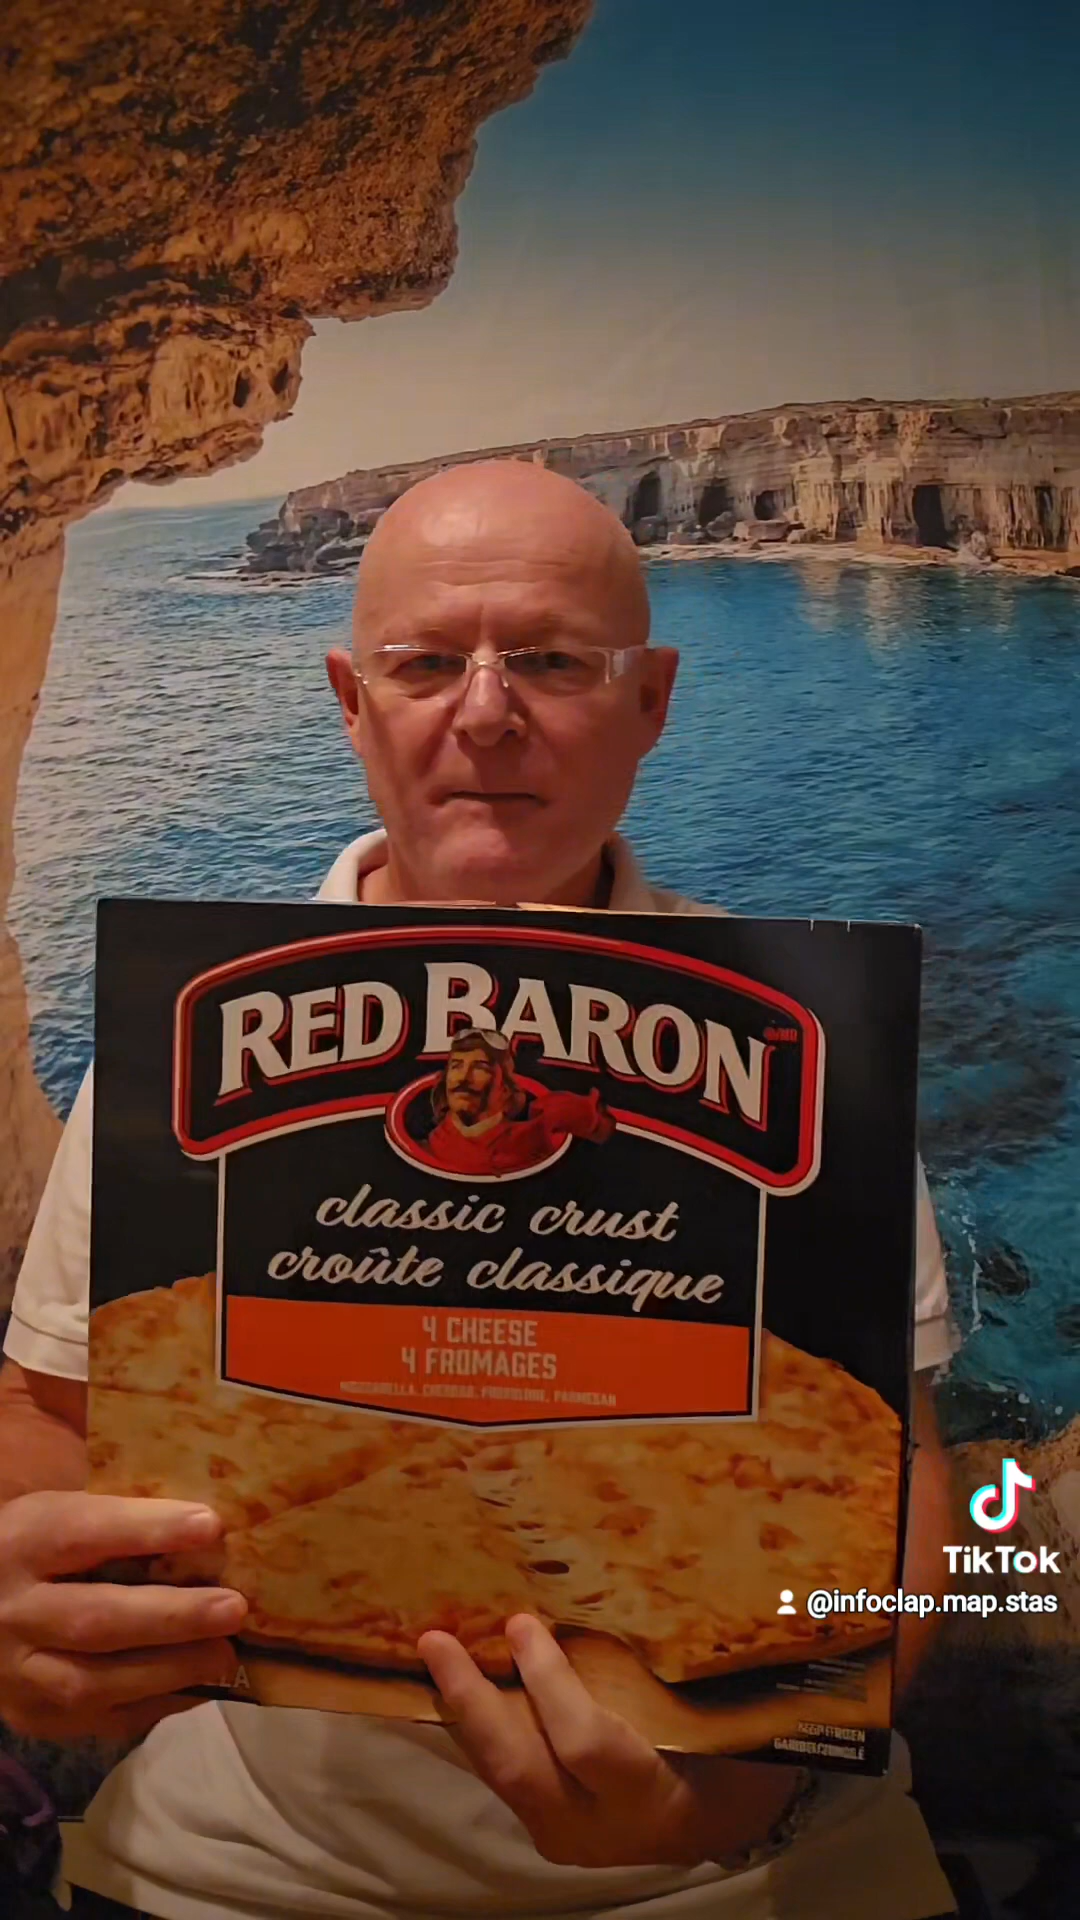 RED BARON
classic crust
croûte classique
4 CHEESE
4 FROMAGES
MOZZARELLA, CHEDDAR, PROVOLONE, PARMESAN
KEEP FROZEN
GARDER CONGELÉ
TikTok
@infoclap.map.stas